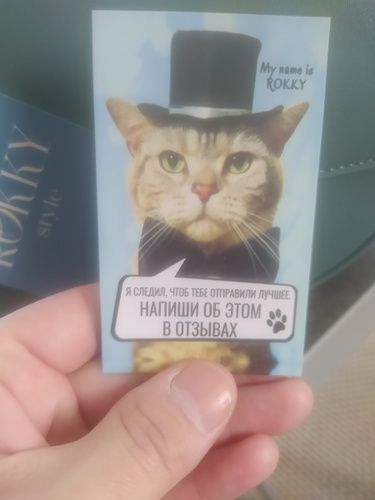 My name is
ROKKY
ROKKY
style
Я СЛЕДИЛ, ЧТОБ ТЕБЕ ОТПРАВИЛИ ЛУЧШЕЕ.
НАПИШИ ОБ ЭТОМ
В ОТЗЫВАХ